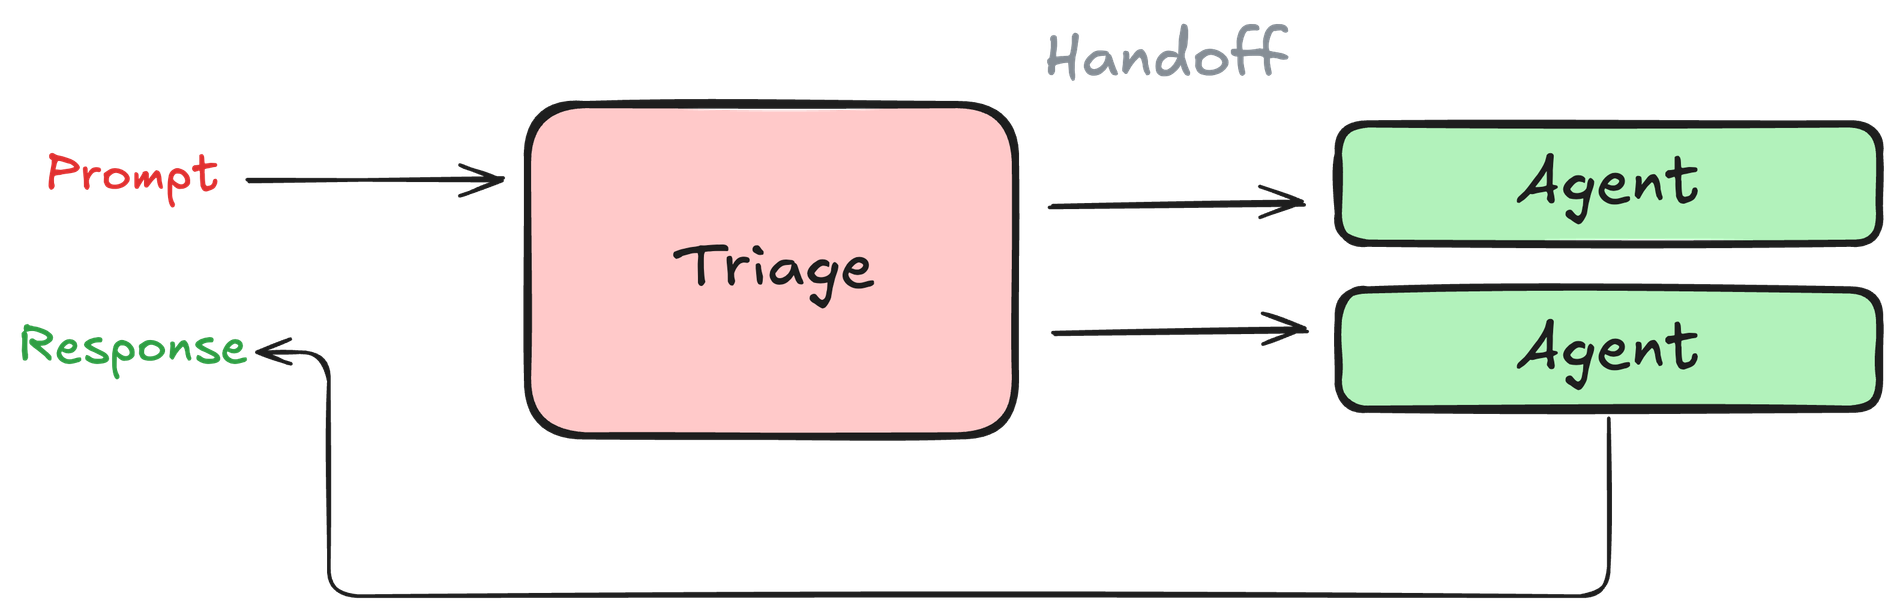 Handoff
Prompt
Agent
Triage
Response
Agent